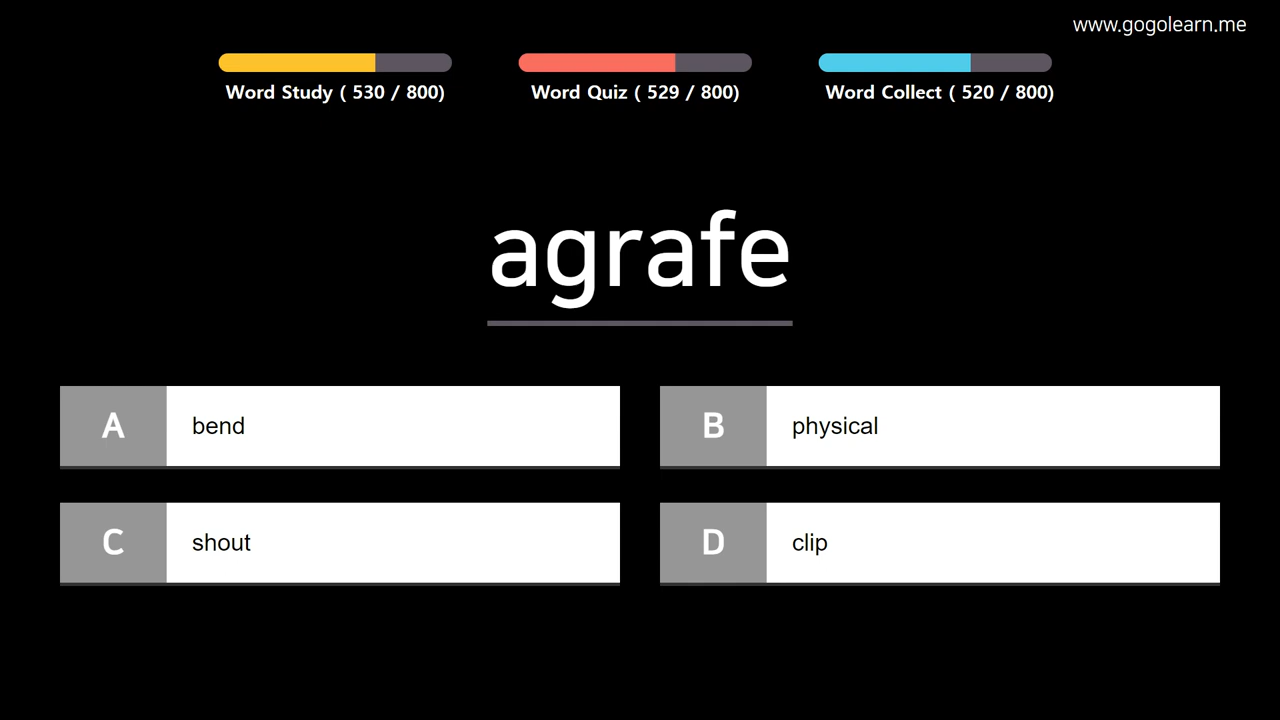 www.gogolearn.me
Word Study ( 530 / 800)
Word Quiz ( 529 / 800)
Word Collect ( 520 / 800)
agrafe
A bend
B physical
C shout
D clip